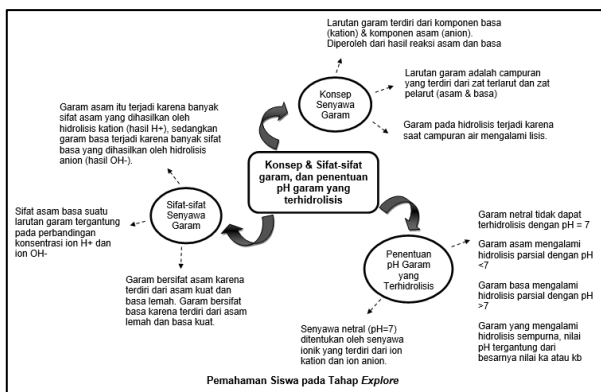 Larutan garam terdiri dari komponen basa
(kation) & komponen asam (anion).
Diperoleh dari hasil reaksi asam dan basa
Konsep
Senyawa
Garam
Larutan garam adalah campuran
yang terdiri dari zat terlarut dan zat
pelarut (asam & basa)
Garam pada hidrolisis terjadi karena
saat campuran air mengalami lisis.
Garam asam itu terjadi karena banyak
sifat asam yang dihasilkan oleh
hidrolisis kation (hasil H+), sedangkan
garam basa terjadi karena banyak sifat
basa yang dihasilkan oleh hidrolisis
anion (hasil OH-).
Konsep & Sifat-sifat
garam, dan penentuan
pH garam yang
terhidrolisis
Sifat-sifat
Senyawa
Garam
Sifat asam basa suatu
larutan garam tergantung
pada perbandingan
konsentrasi ion H+ dan
ion OH-
Garam bersifat asam karena
terdiri dari asam kuat dan
basa lemah. Garam bersifat
basa karena terdiri dari asam
lemah dan basa kuat.
Penentuan
pH Garam
yang
Terhidrolisis
Garam netral tidak dapat
terhidrolisis dengan pH = 7
Garam asam mengalami
hidrolisis parsial dengan pH
<7
Garam basa mengalami
hidrolisis parsial dengan pH
>7
Garam yang mengalami
hidrolisis sempurna, nilai
pH tergantung dari
besarnya nilai ka atau kb
Senyawa netral (pH=7)
ditentukan oleh senyawa
ionik yang terdiri dari ion
kation dan ion anion.
Pemahaman Siswa pada Tahap Explore